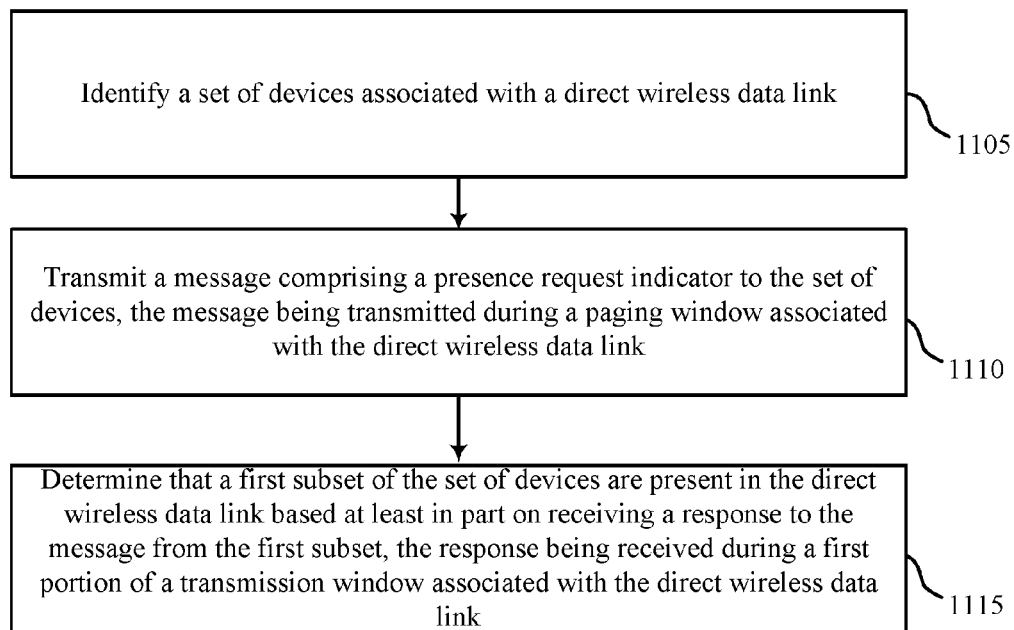 Identify a set of devices associated with a direct wireless data link
1105
Transmit a message comprising a presence request indicator to the set of
devices, the message being transmitted during a paging window associated
with the direct wireless data link
1110
Determine that a first subset of the set of devices are present in the direct
wireless data link based at least in part on receiving a response to the
message from the first subset, the response being received during a first
portion of a transmission window associated with the direct wireless data
link
1115